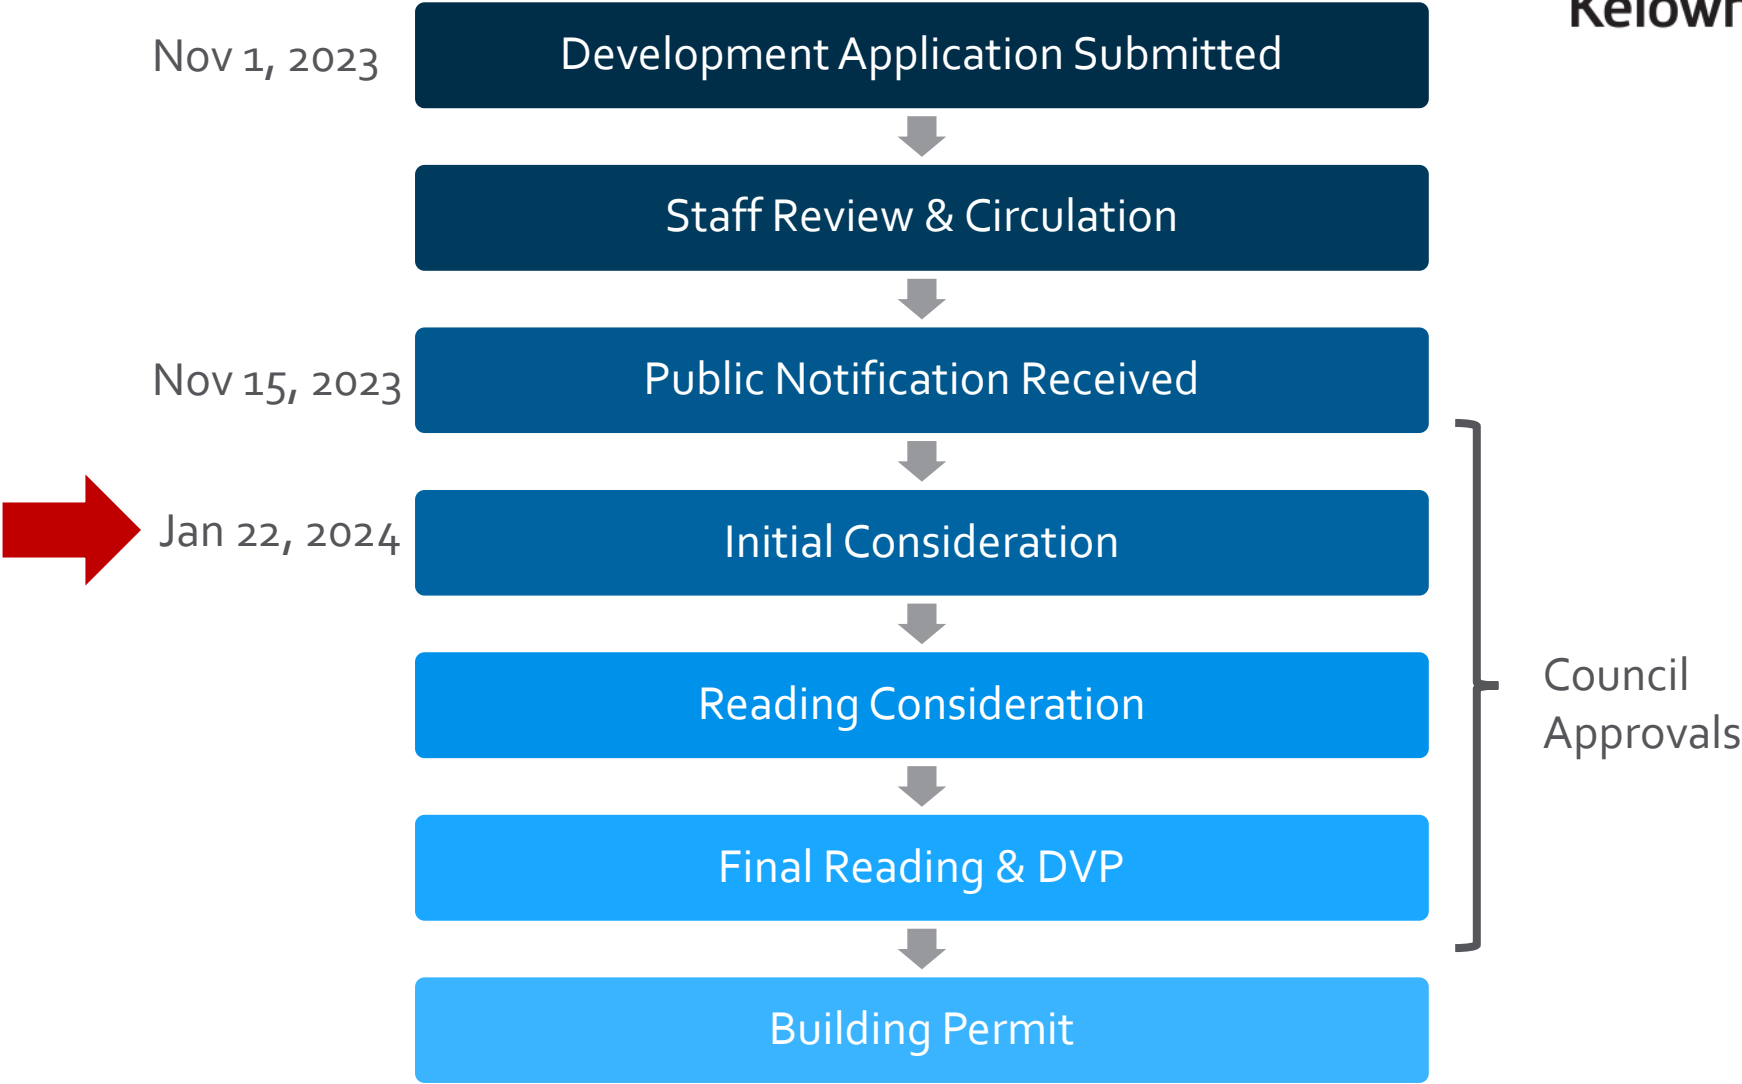 Nov 1, 2023
Development Application Submitted
Staff Review & Circulation
Nov 15, 2023
Public Notification Received
Jan 22, 2024
Initial Consideration
Reading Consideration
Council
Approvals
Final Reading & DVP
Building Permit